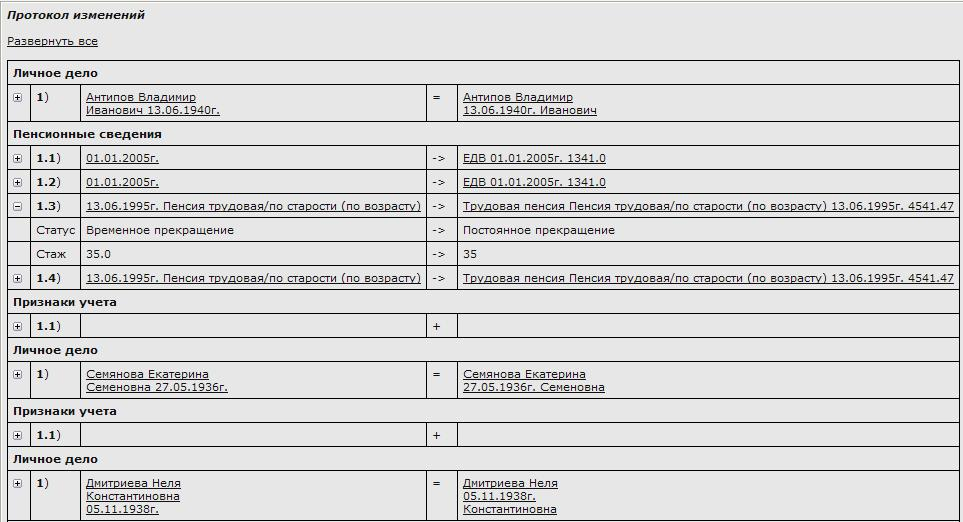 Протокол изменений
Развернуть все
Личное дело
1) Антипов Владимир = Антипов Владимир
Иванович 13.06.1940г. 13.06.1940г. Иванович
Пенсионные сведения
1.1) 01.01.2005г. -> ЕДВ 01.01.2005г. 1341.0
1.2) 01.01.2005г. -> ЕДВ 01.01.2005г. 1341.0
1.3) 13.06.1995г. Пенсия трудовая/по старости (по возрасту) -> Трудовая пенсия Пенсия трудовая/по старости (по возрасту) 13.06.1995г. 4541.47
Статус Временное прекращение -> Постоянное прекращение
Стаж 35.0 -> 35
1.4) 13.06.1995г. Пенсия трудовая/по старости (по возрасту) -> Трудовая пенсия Пенсия трудовая/по старости (по возрасту) 13.06.1995г. 4541.47
Признаки учета
1.1) +
Личное дело
1) Семянова Екатерина = Семянова Екатерина
Семеновна 27.05.1936г. 27.05.1936г. Семеновна
Признаки учета
1.1) +
Личное дело
1) Дмитриева Неля = Дмитриева Неля
Константиновна 05.11.1938г.
05.11.1938г. Константиновна